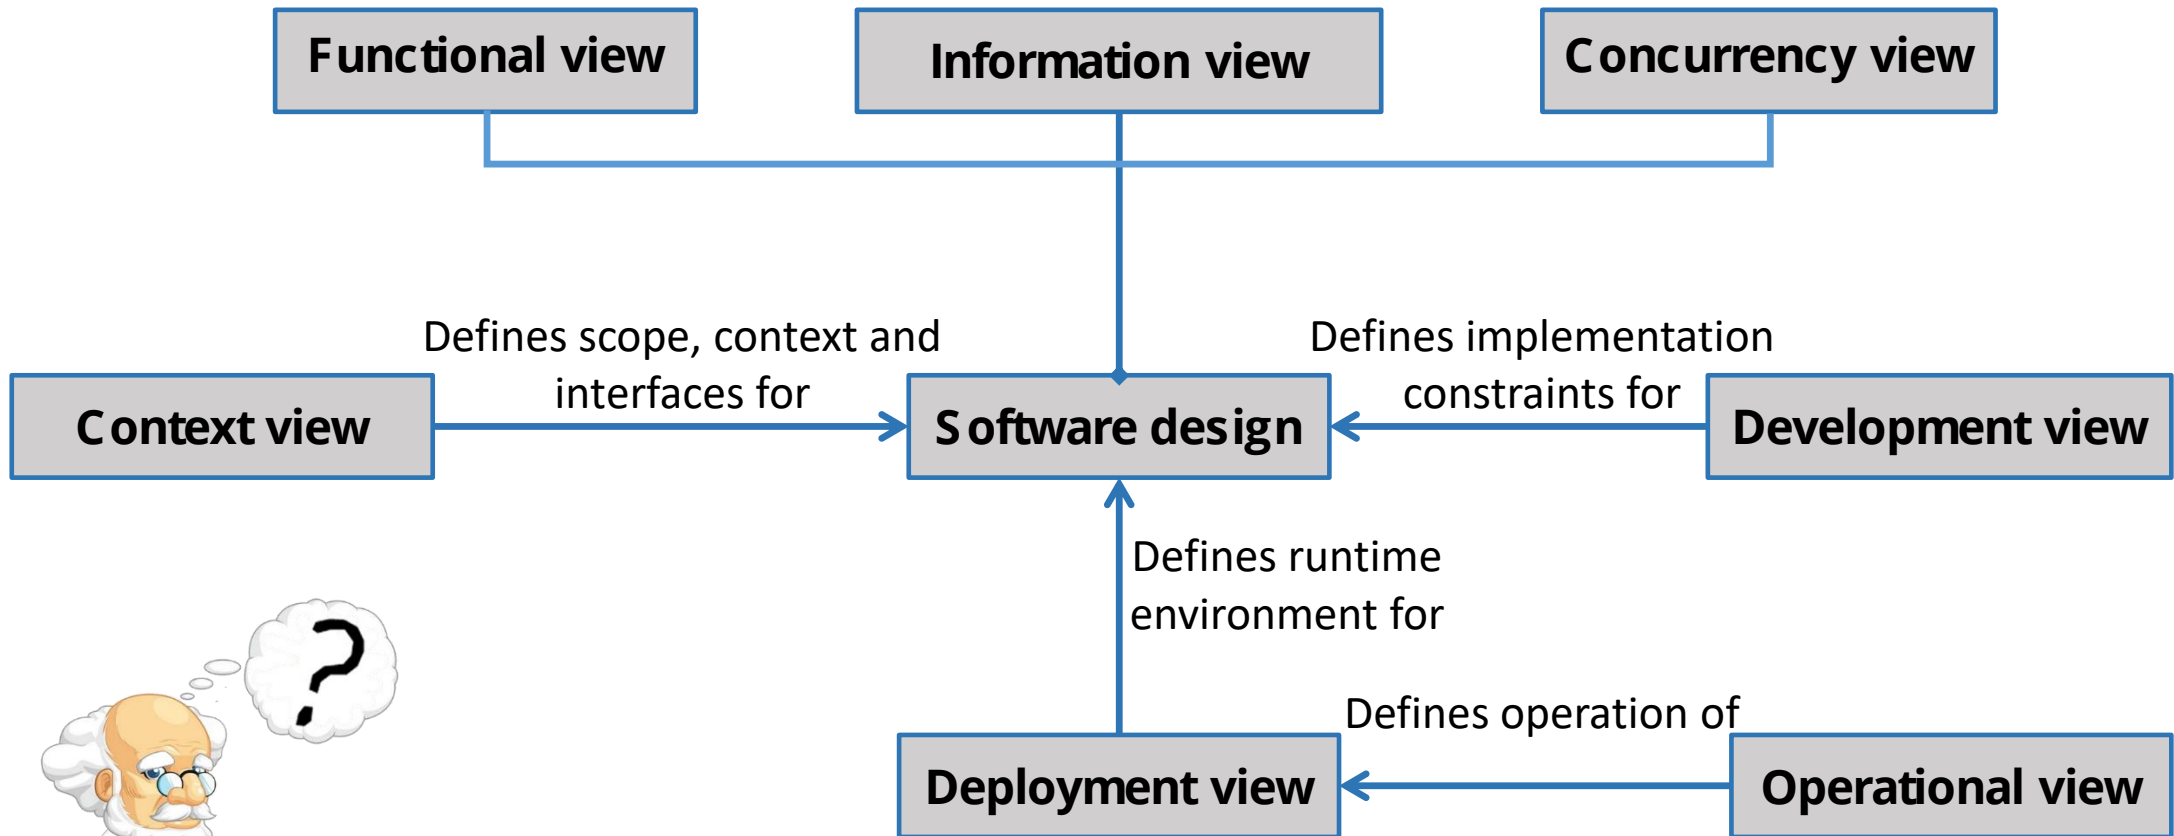 Functional view
Information view
Concurrency view
Defines scope, context and
interfaces for
Defines implementation
constraints for
Context view
Software design
Development view
Defines runtime
environment for
?
Defines operation of
Deployment view
Operational view